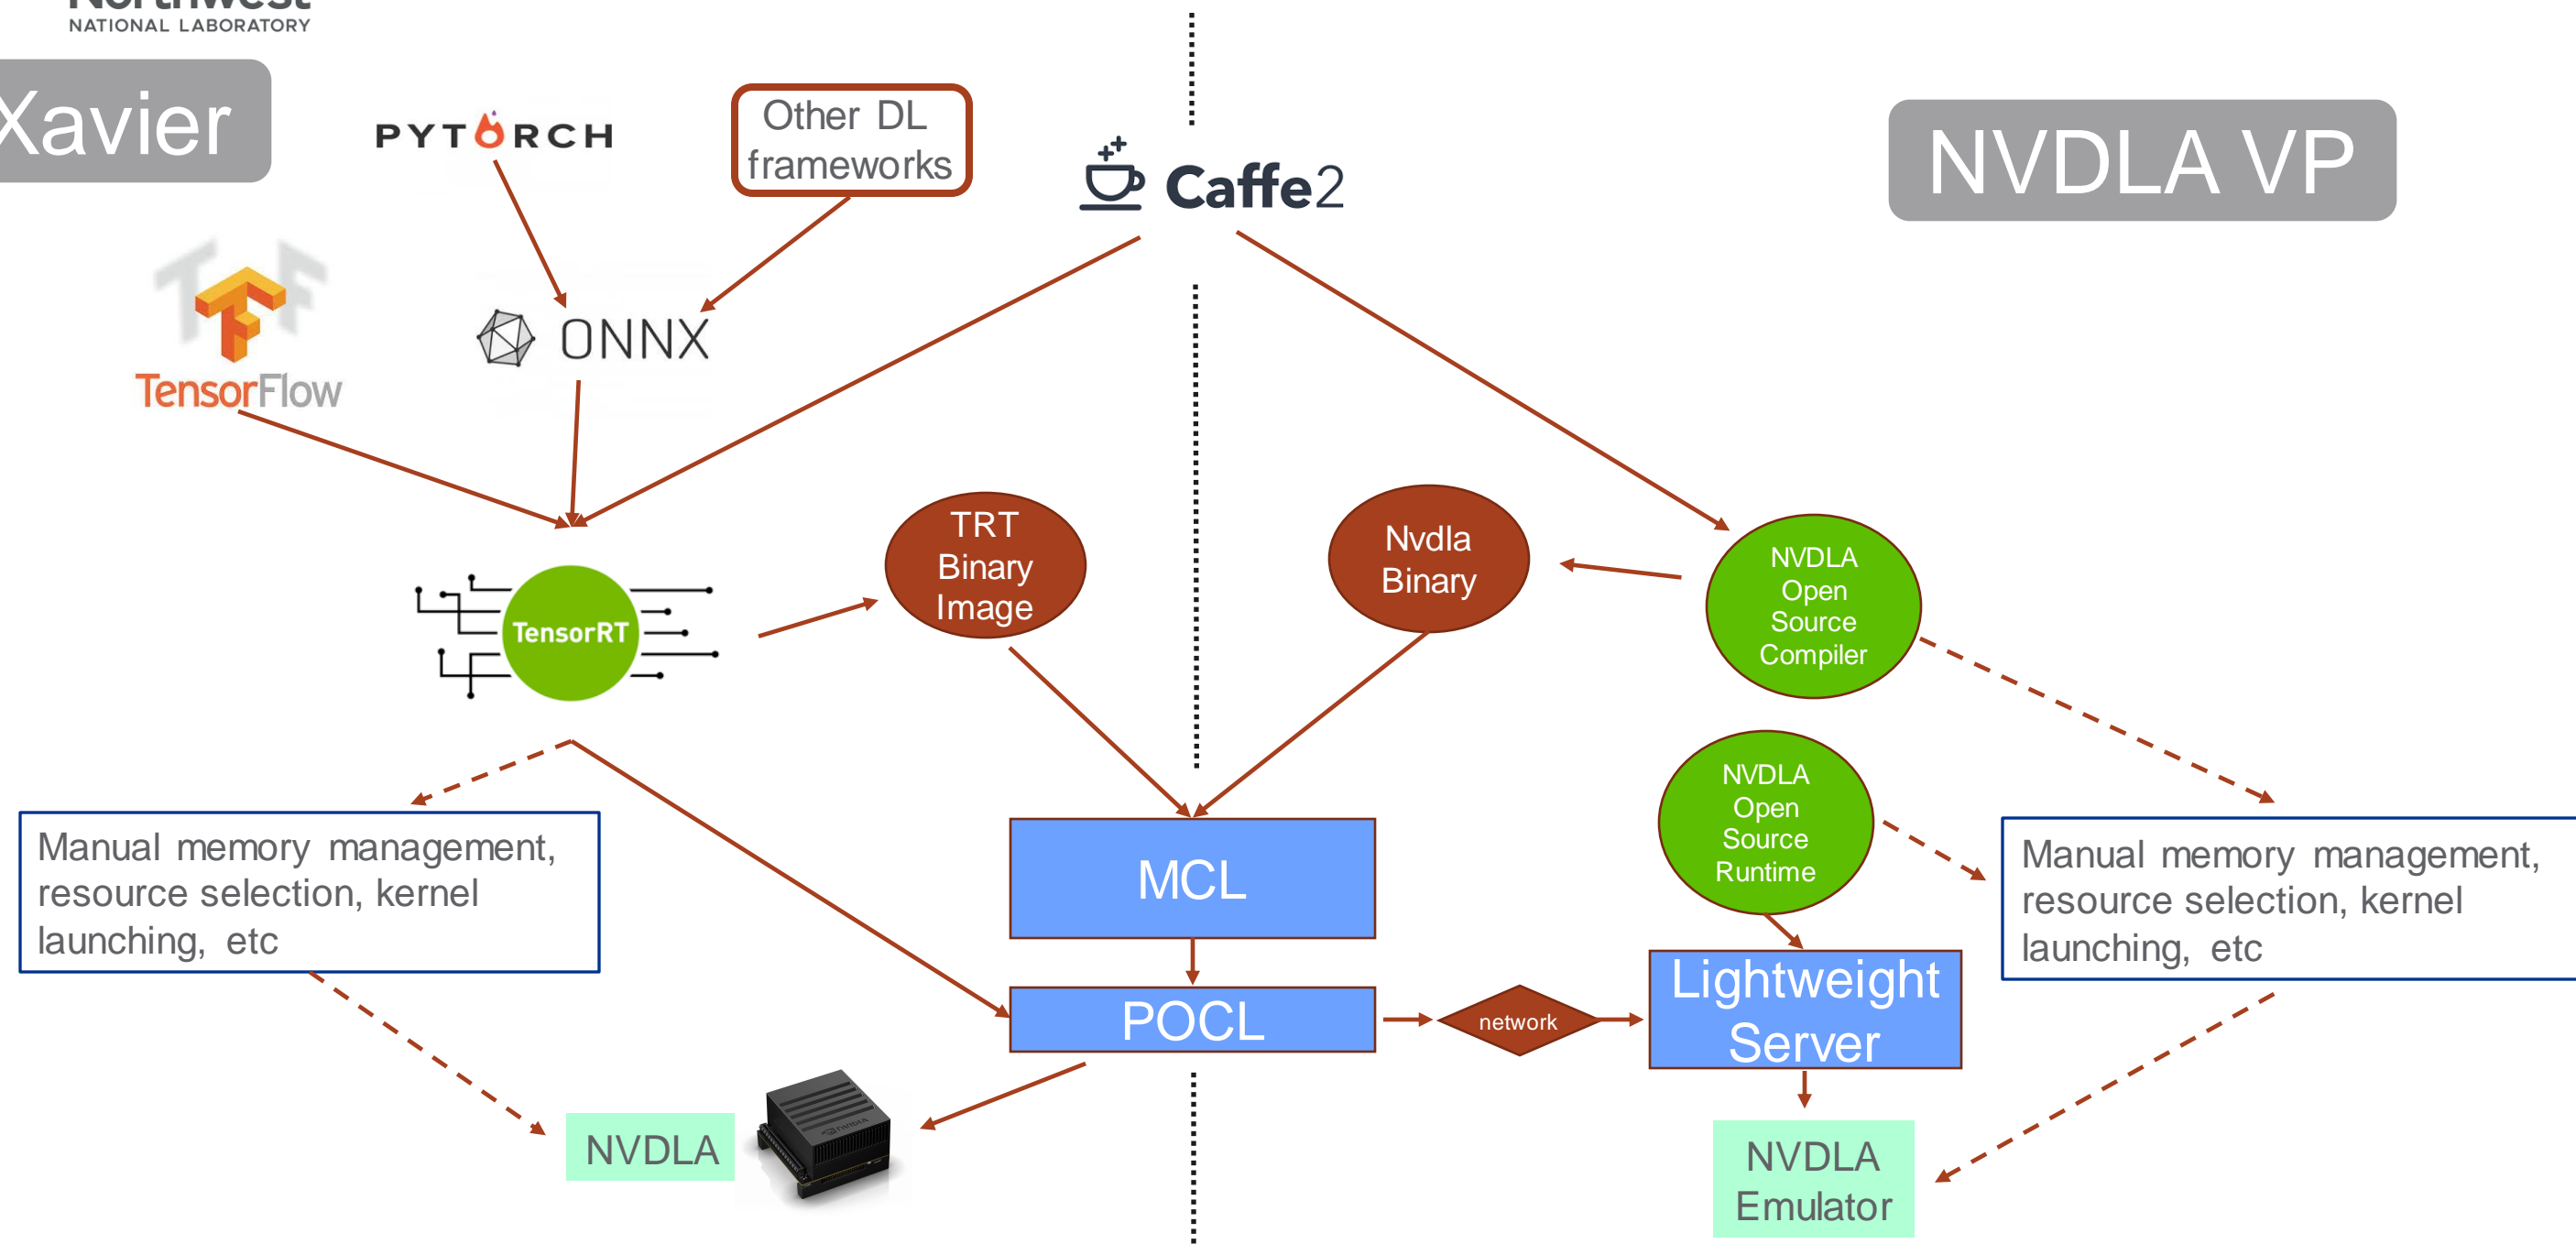 Northwest
NATIONAL LABORATORY
Xavier
PYTORCH
Other DL
frameworks
Caffe2
NVDLA VP
TensorFlow
ONNX
TRT
Binary
Image
Nvdla
Binary
NVDLA
Open
Source
Compiler
TensorRT
NVDLA
Open
Source
Runtime
Manual memory management,
resource selection, kernel
launching, etc
MCL
Manual memory management,
resource selection, kernel
launching, etc
POCL
network
Lightweight
Server
NVDLA
NVIDIA
NVDLA
Emulator